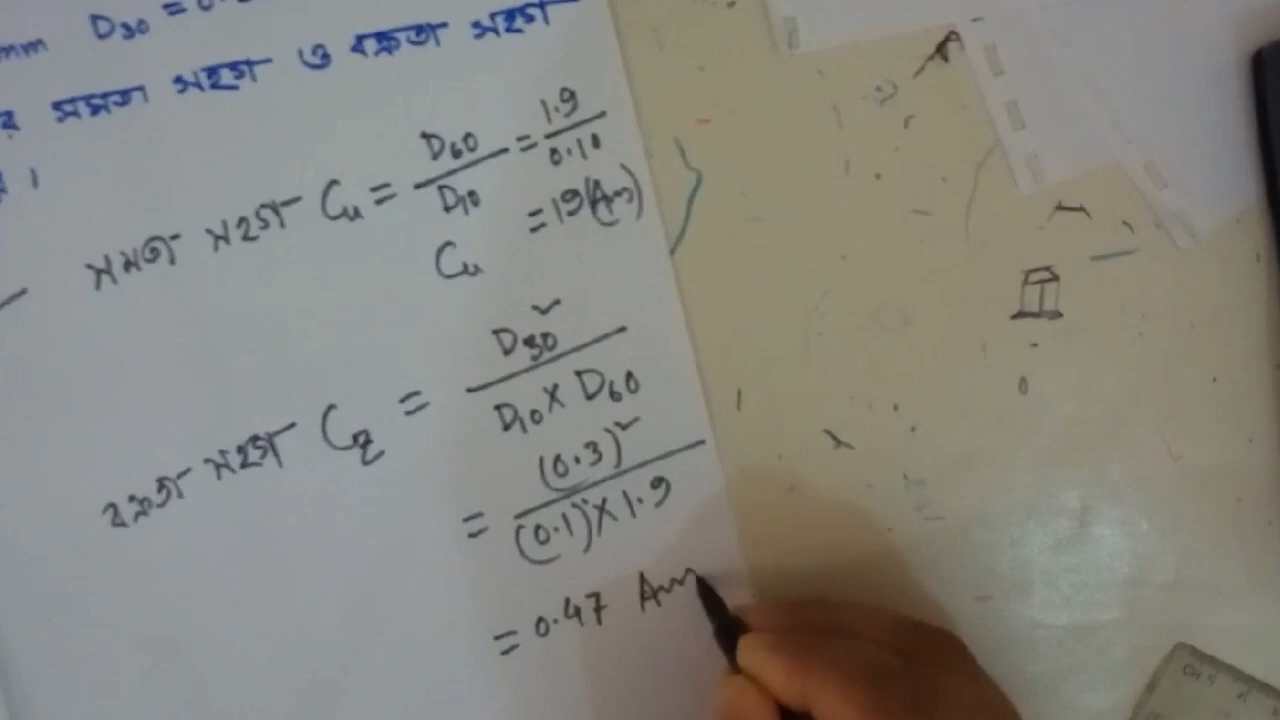 mm D30 = 0.
র সমতা সহগ ও বক্রতা সহগ
।
সমতা সহগ Cu = D60/D10 = 1.9/0.10
Cu = 19 (Ans)
বক্রতা সহগ Cz = D30²/D10 × D60
= (0.3)²/(0.1) × 1.9
= 0.47 Ans